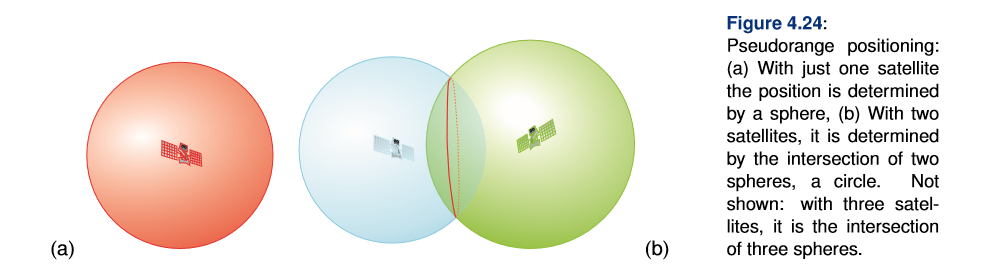 (a)
(b)
Figure 4.24:
Pseudorange positioning:
(a) With just one satellite
the position is determined
by a sphere, (b) With two
satellites, it is determined
by the intersection of two
spheres, a circle. Not
shown: with three satel-
lites, it is the intersection
of three spheres.